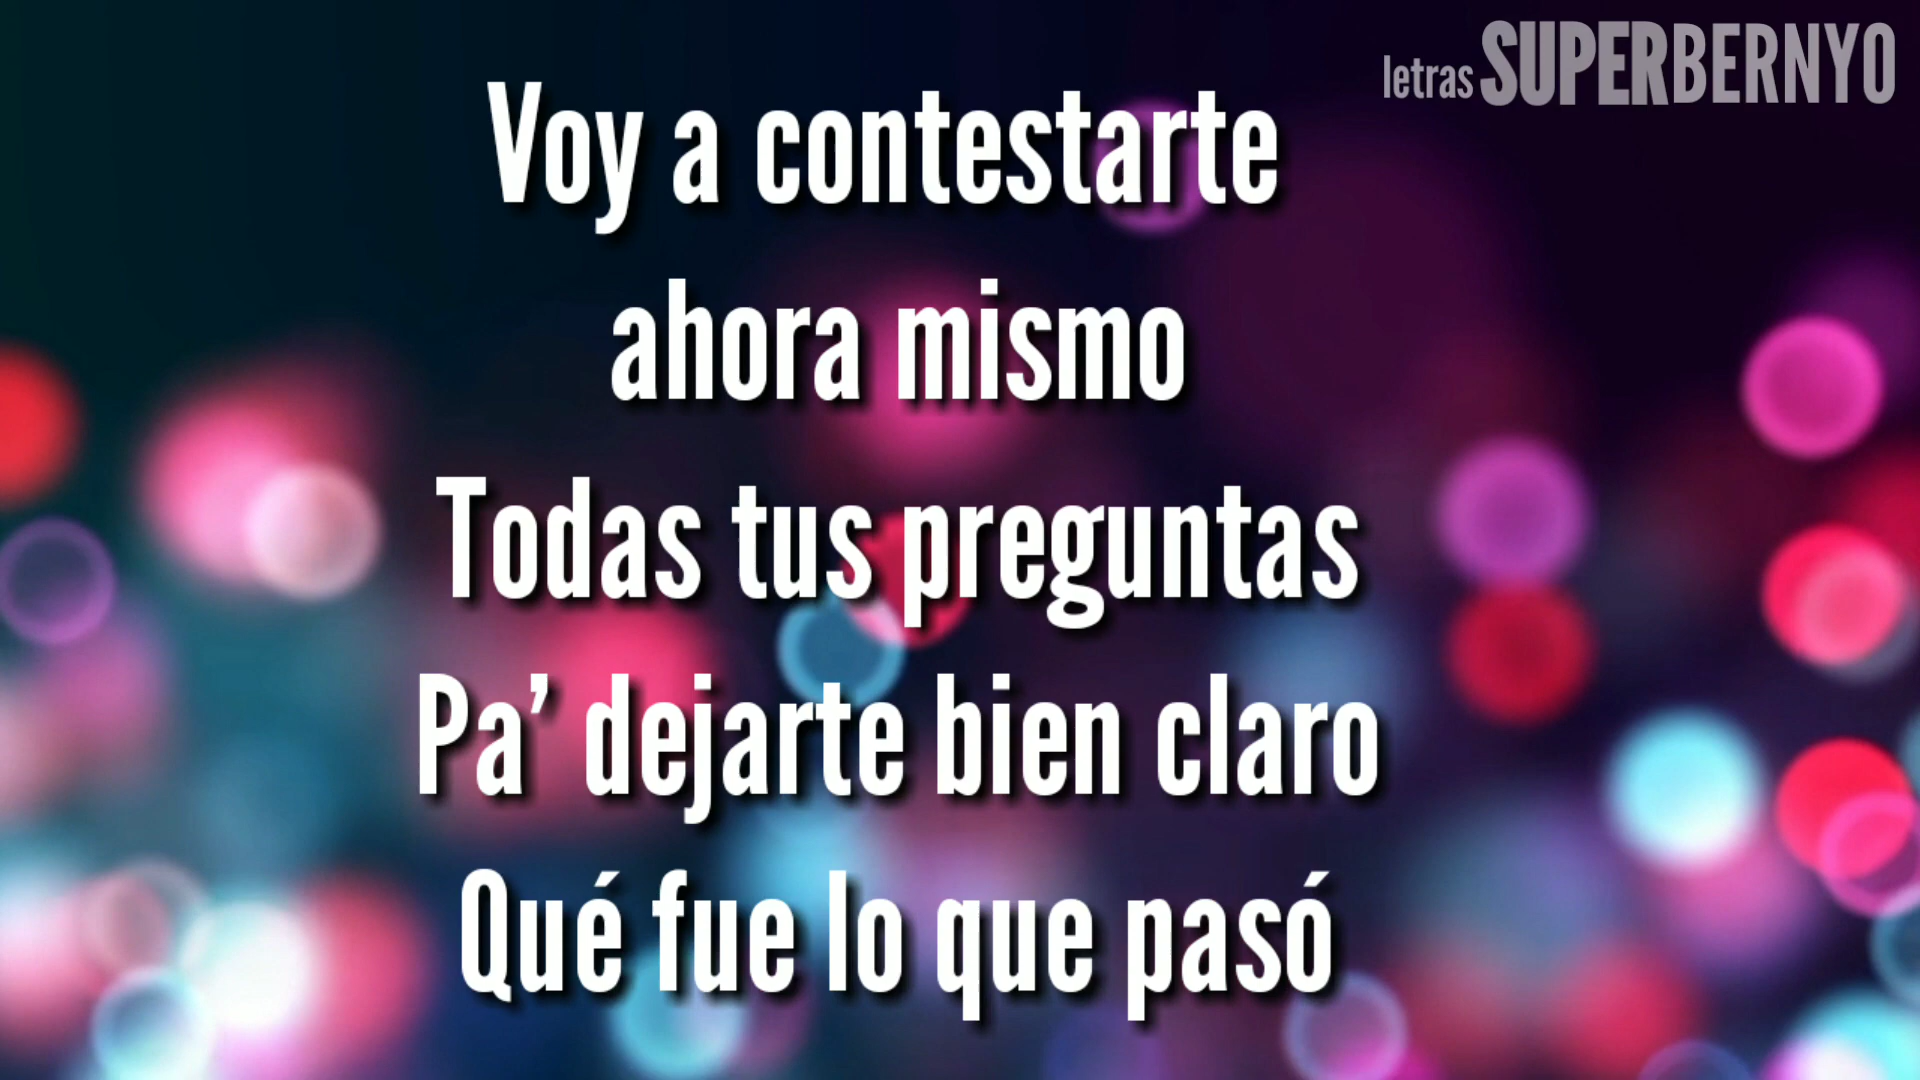 letras SUPERBERNYO
Voy a contestarte
ahora mismo
Todas tus preguntas
Pa’ dejarte bien claro
Qué fue lo que pasó